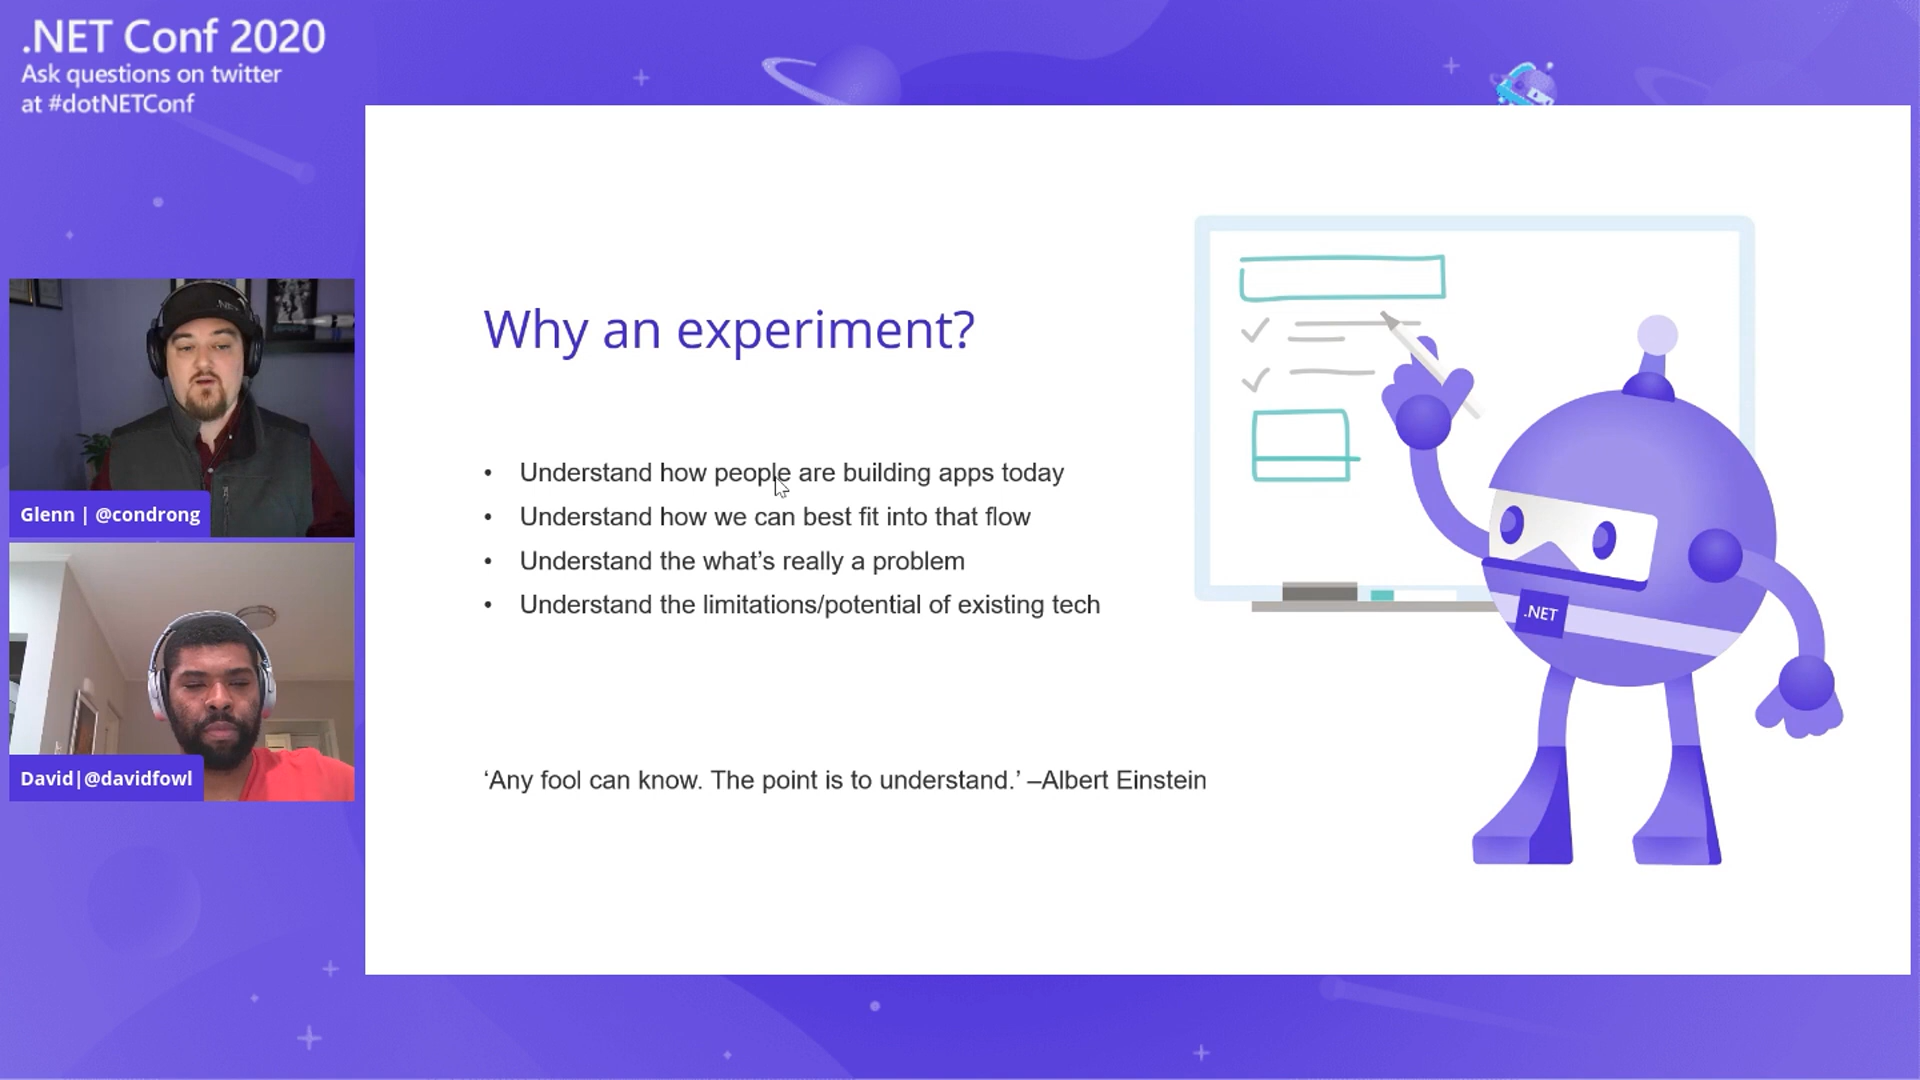 .NET Conf 2020
Ask questions on twitter
at #dotNETConf
.NET
Glenn | @condrong
David|@davidfowl
Why an experiment?
• Understand how people are building apps today
• Understand how we can best fit into that flow
• Understand the what’s really a problem
• Understand the limitations/potential of existing tech
‘Any fool can know. The point is to understand.’ –Albert Einstein
.NET